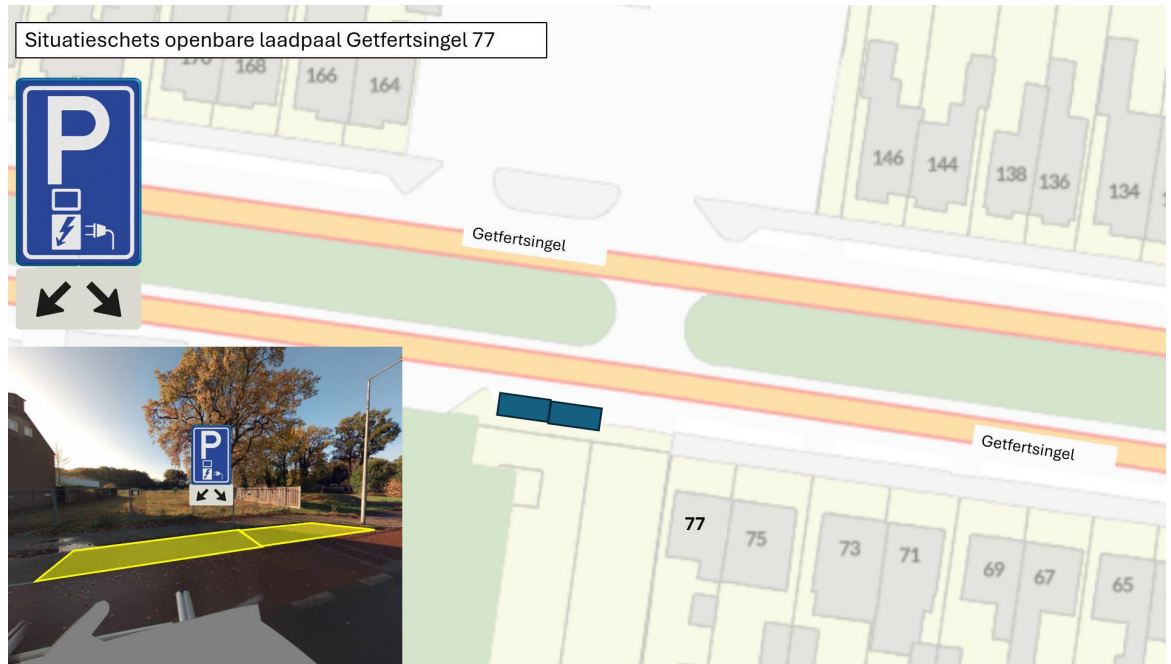 Situatieschets openbare laadpaal Getfertsingel 77
170 168 166 164
P
146 144 138 136 134
Getfertsingel
Getfertsingel
P
77 75 73 71 69 67 65